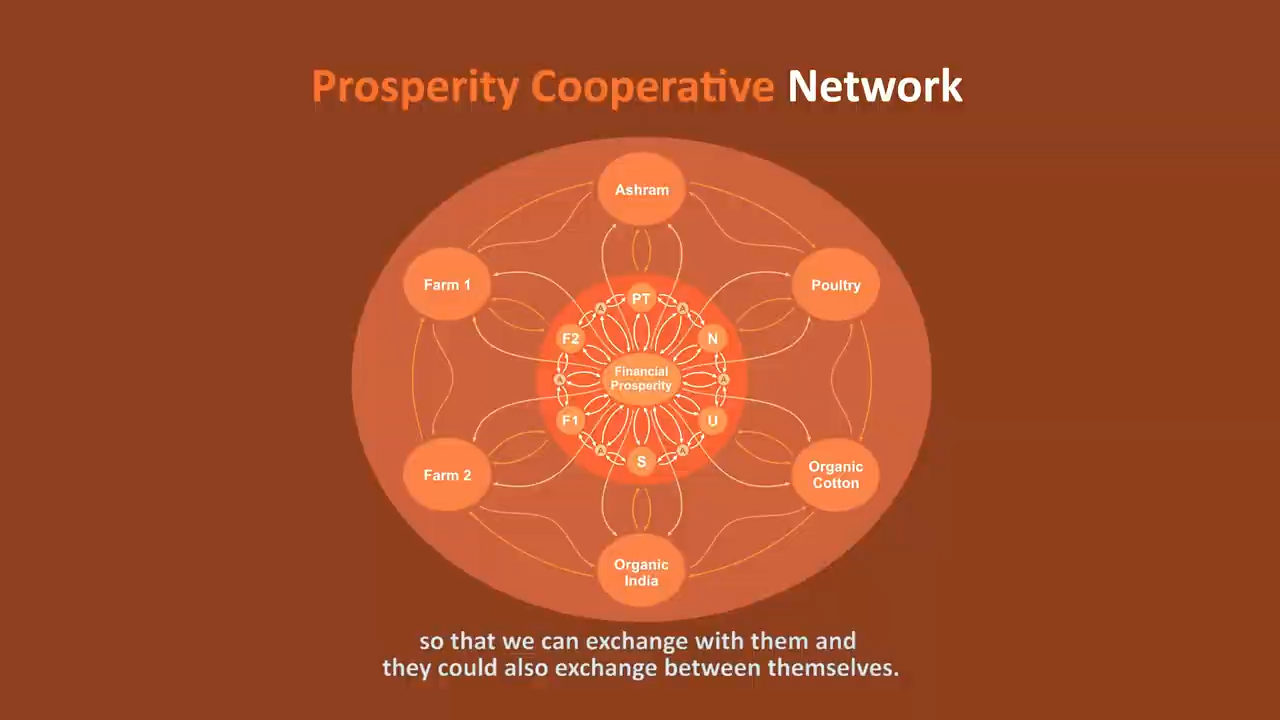 Prosperity Cooperative Network
Ashram
Farm 1
Poultry
PT
A
A
F2
N
Financial
Prosperity
A
A
F1
U
A
A
S
Farm 2
Organic
Cotton
Organic
India
so that we can exchange with them and
they could also exchange between themselves.